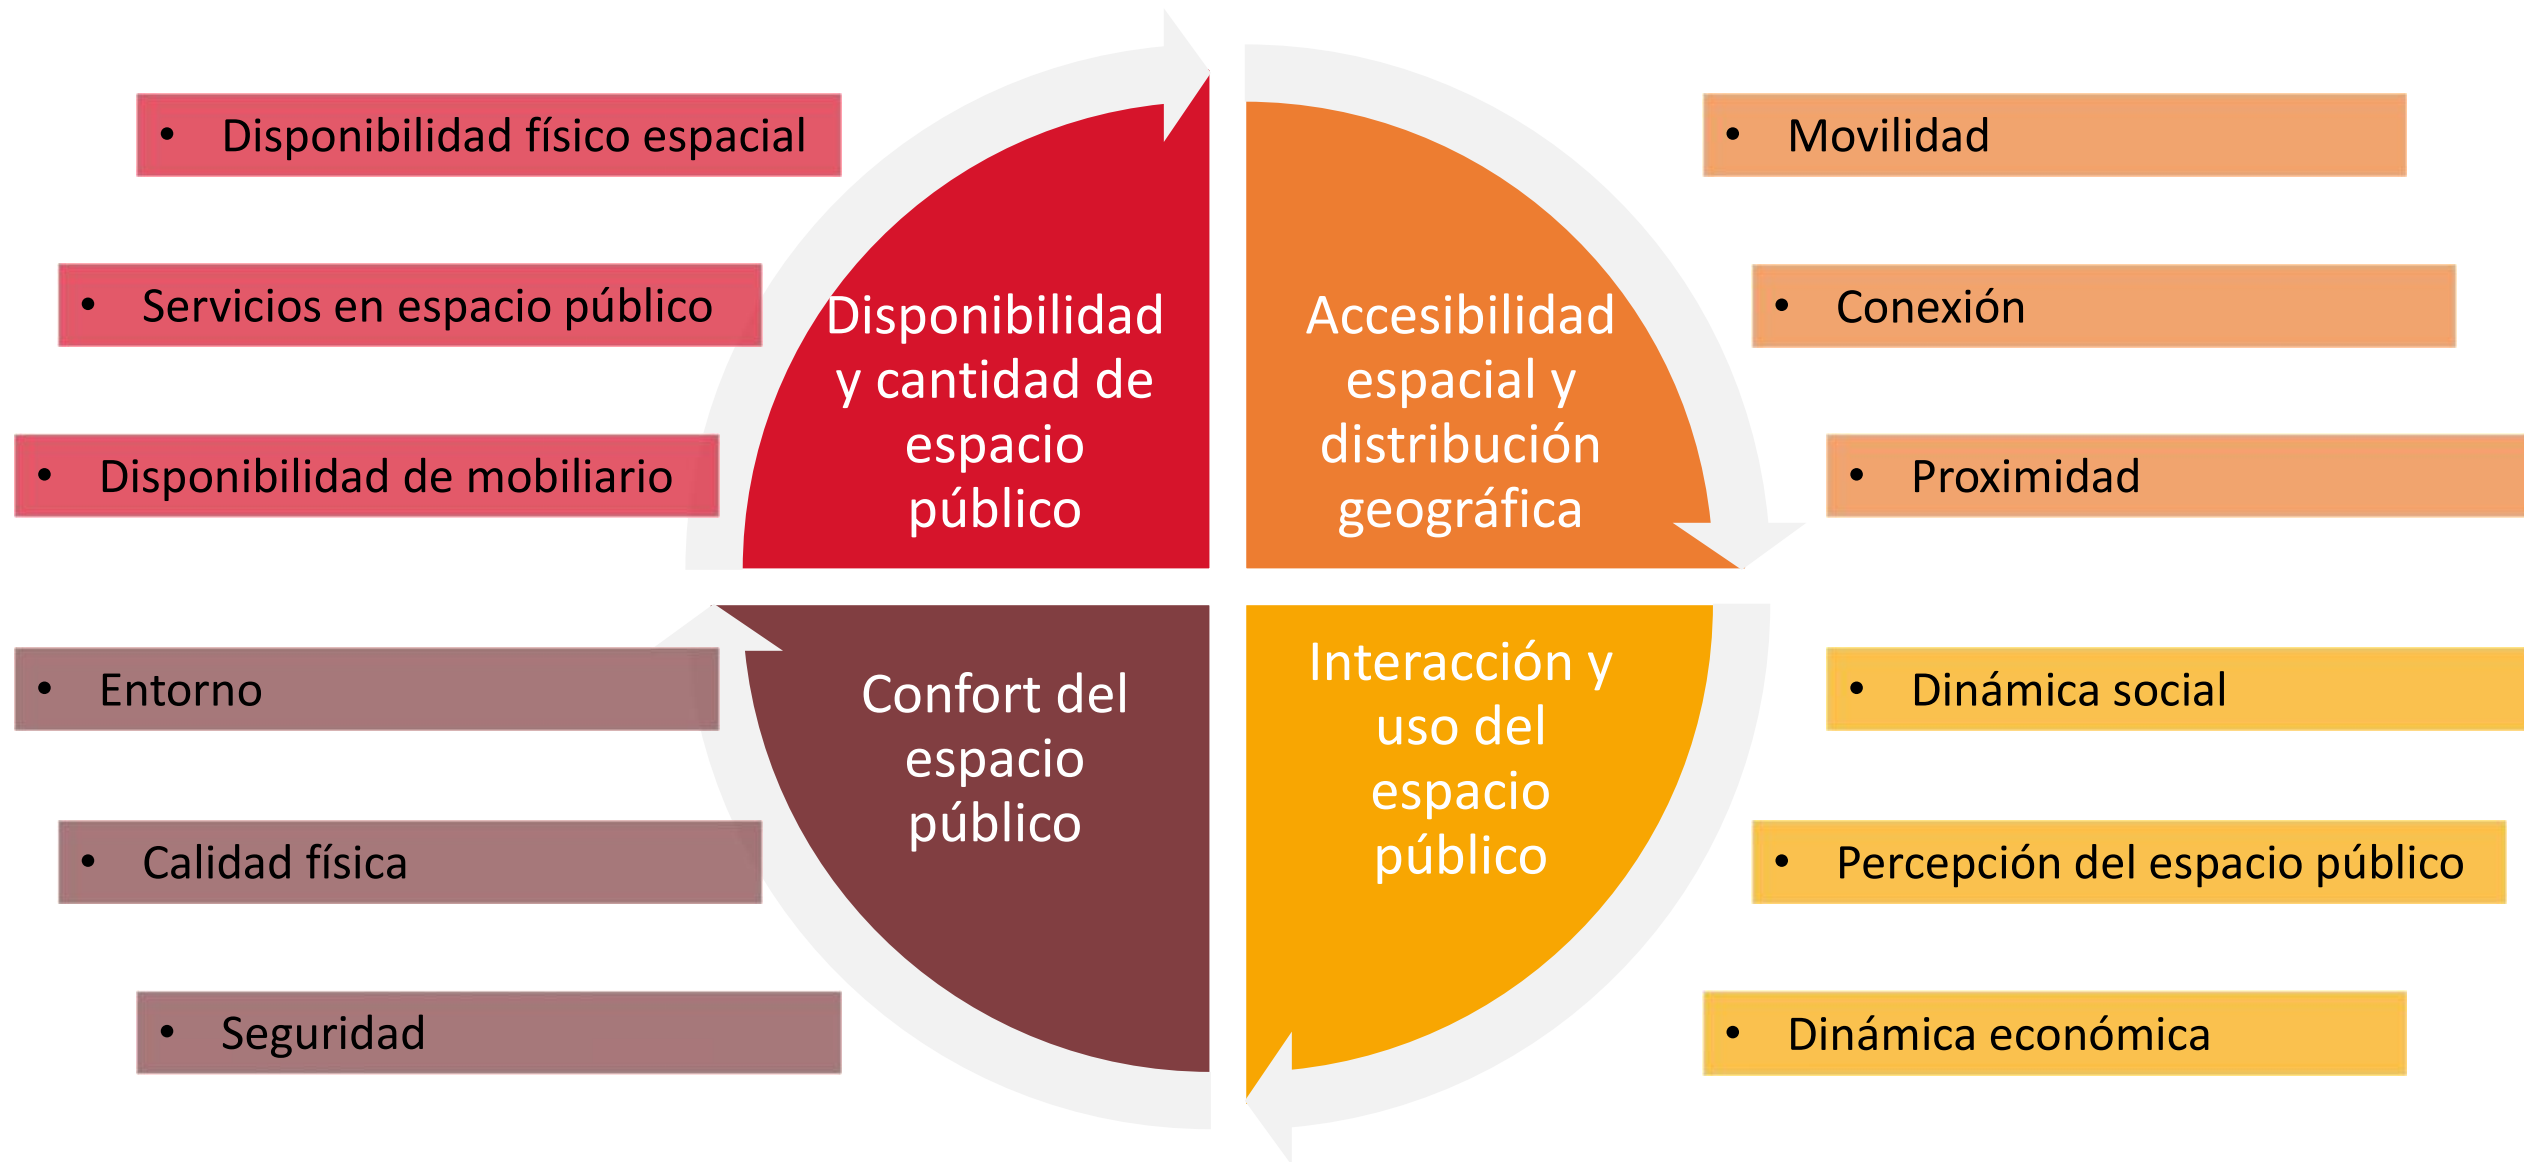 • Disponibilidad físico espacial
• Servicios en espacio público
• Disponibilidad de mobiliario
Disponibilidad
y cantidad de
espacio
público
Accesibilidad
espacial y
distribución
geográfica
• Movilidad
• Conexión
• Proximidad
• Entorno
• Calidad física
• Seguridad
Confort del
espacio
público
Interacción y
uso del
espacio
público
• Dinámica social
• Percepción del espacio público
• Dinámica económica